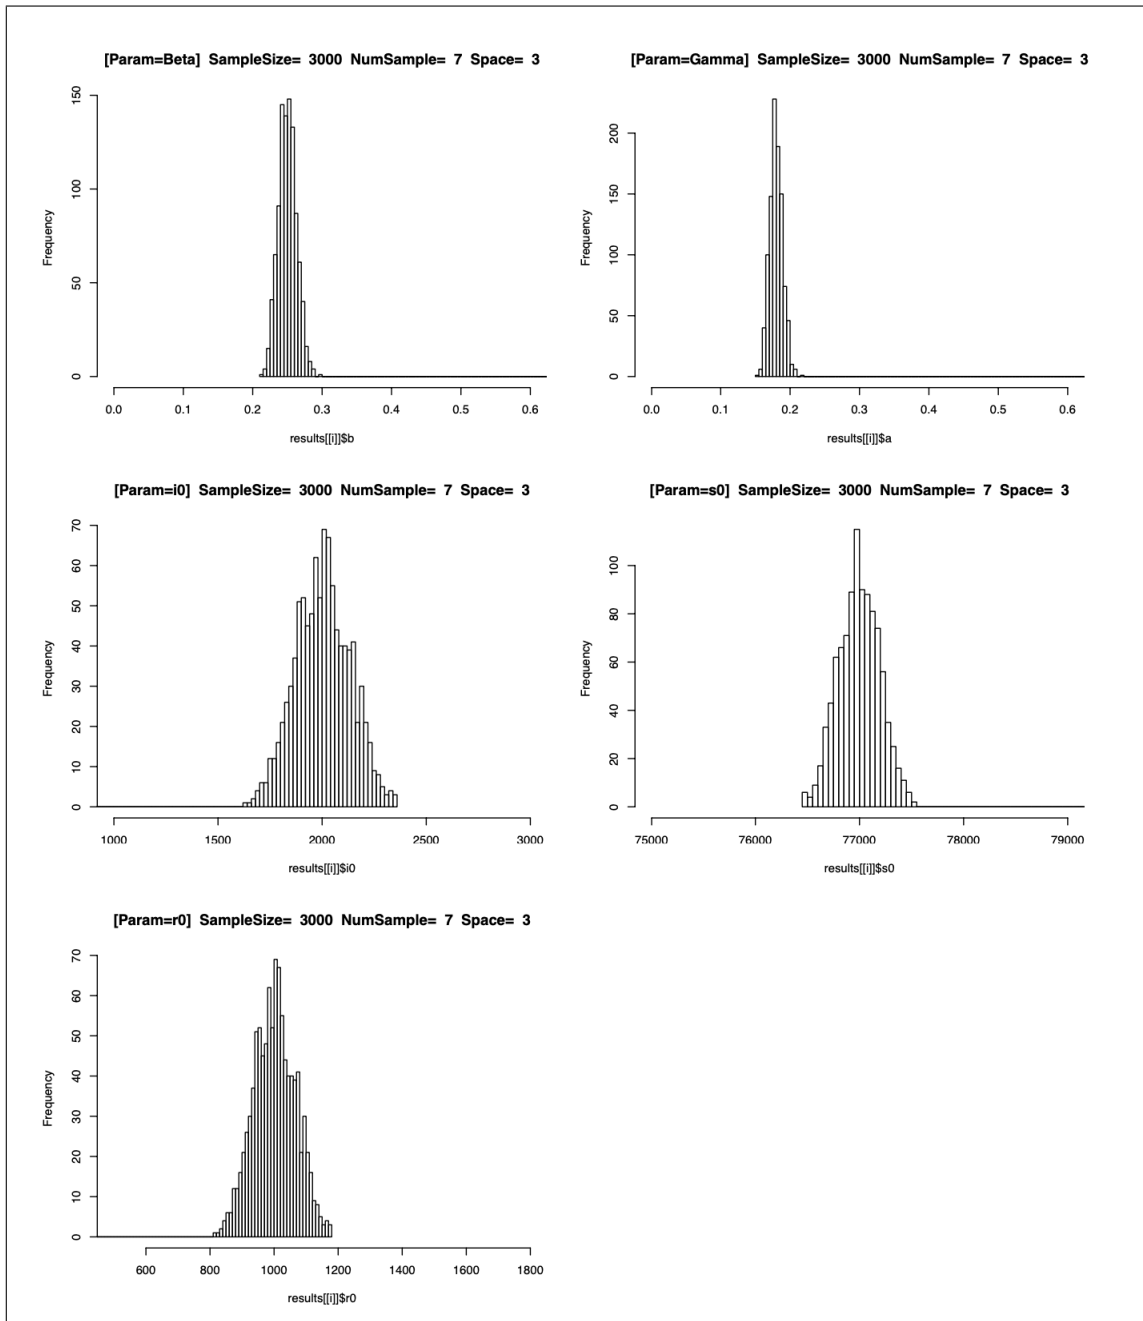 [Param=Beta] SampleSize= 3000 NumSample= 7 Space= 3
Frequency
150
100
50
0
0.0 0.1 0.2 0.3 0.4 0.5 0.6
results[[i]]$b
[Param=Gamma] SampleSize= 3000 NumSample= 7 Space= 3
Frequency
200
150
100
50
0
0.0 0.1 0.2 0.3 0.4 0.5 0.6
results[[i]]$a
[Param=i0] SampleSize= 3000 NumSample= 7 Space= 3
Frequency
70
60
50
40
30
20
10
0
1000 1500 2000 2500 3000
results[[i]]$i0
[Param=s0] SampleSize= 3000 NumSample= 7 Space= 3
Frequency
100
80
60
40
20
0
75000 76000 77000 78000 79000
results[[i]]$s0
[Param=r0] SampleSize= 3000 NumSample= 7 Space= 3
Frequency
70
60
50
40
30
20
10
0
600 800 1000 1200 1400 1600 1800
results[[i]]$r0